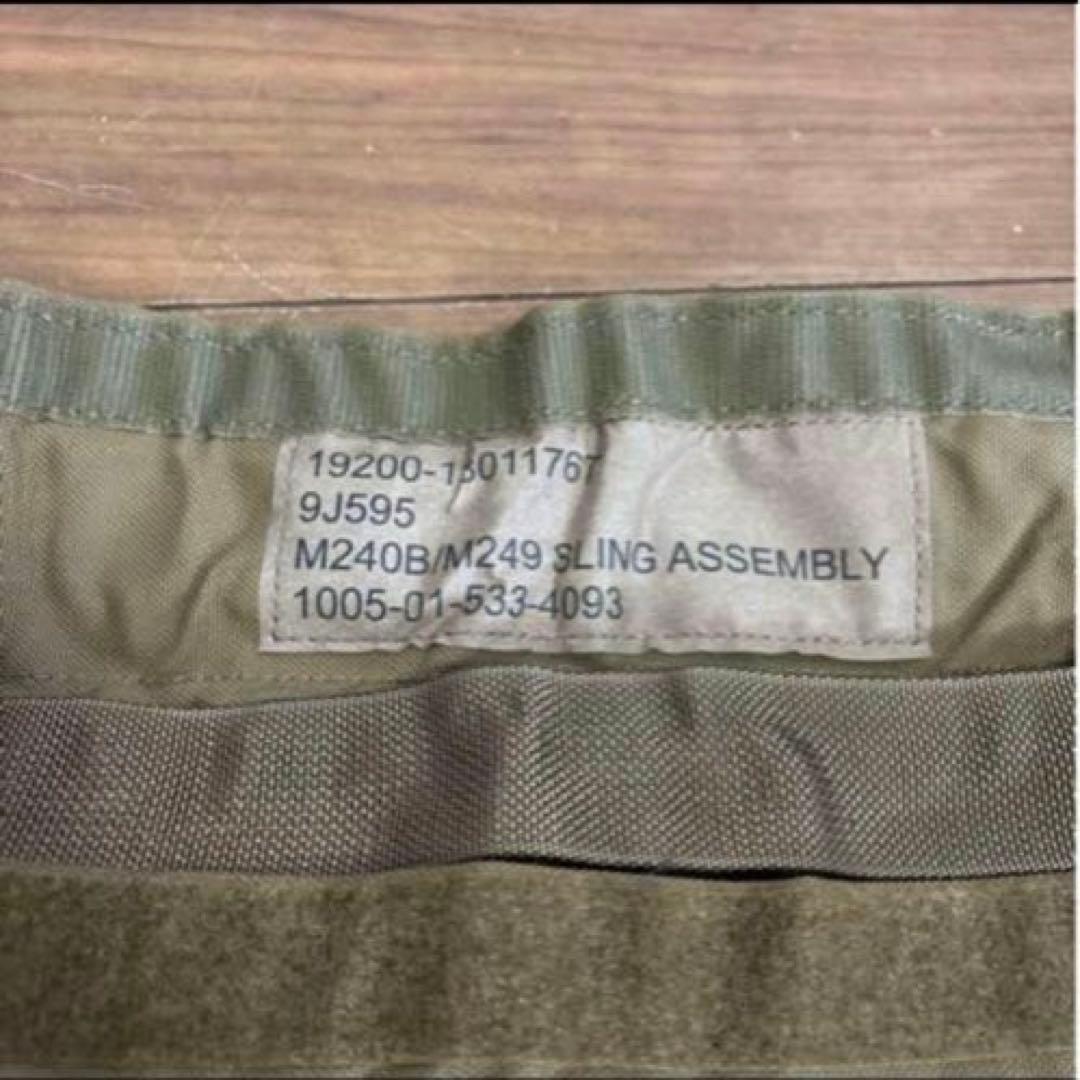 19200-13011767
9J595
M240B/M249 SLING ASSEMBLY
1005-01-533-4093